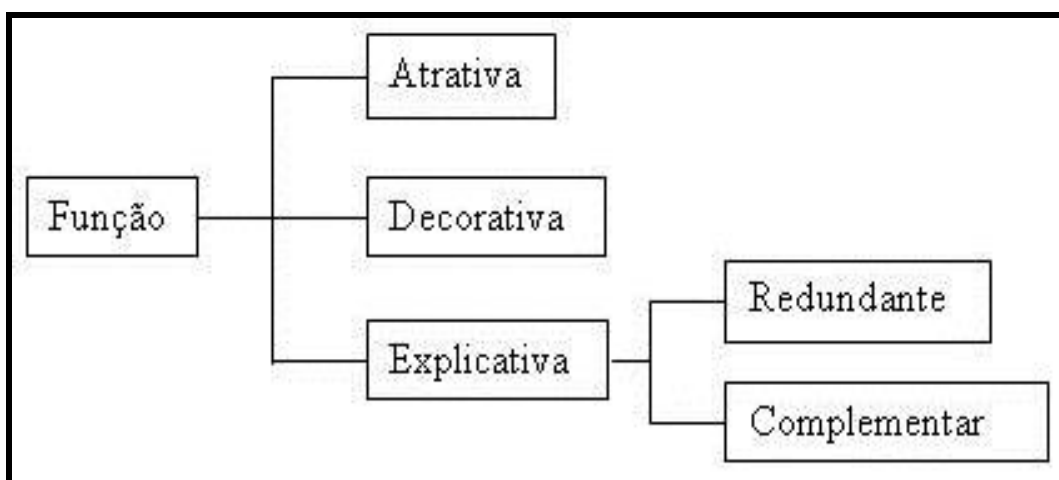 Atrativa
Função
Decorativa
Redundante
Explicativa
Complementar